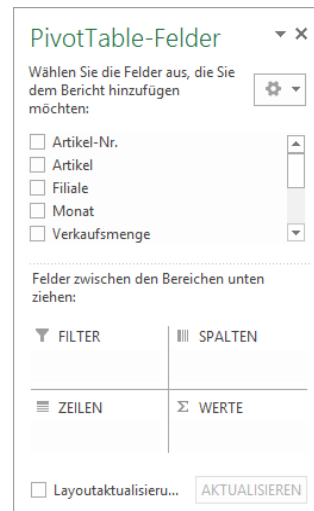 PivotTable-Felder
Wählen Sie die Felder aus, die Sie
dem Bericht hinzufügen
möchten:
Artikel-Nr.
Artikel
Filiale
Monat
Verkaufsmenge
Felder zwischen den Bereichen unten
ziehen:
FILTER
SPALTEN
ZEILEN
WERTE
Layoutaktualisieru...
AKTUALISIEREN